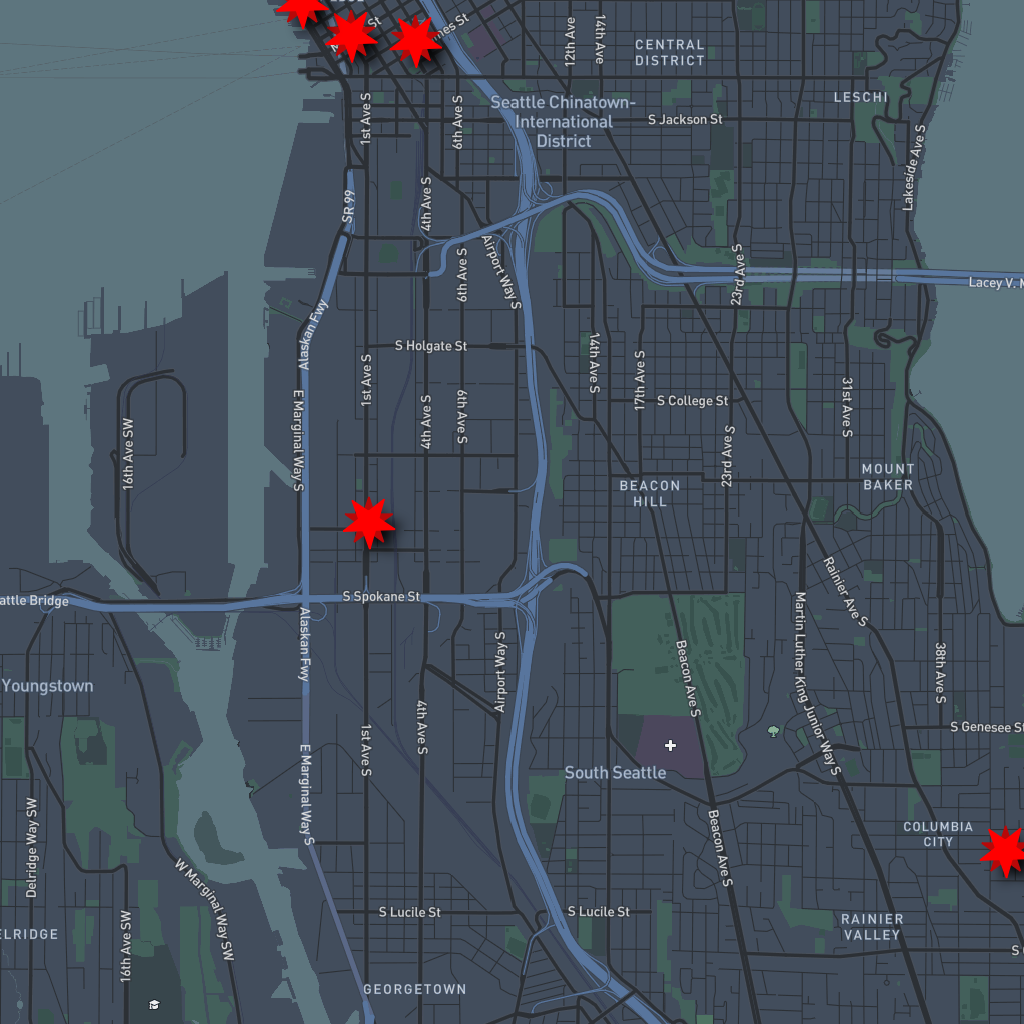 St
mes St
12th Ave
14th Ave
CENTRAL
DISTRICT
LESCHI
Seattle Chinatown-
International
District
S Jackson St
1st Ave S
6th Ave S
Lakeside Ave S
4th Ave S
SR 99
Airport Way S
6th Ave S
23rd Ave S
Lacey V. M
Alaskan Fwy
S Holgate St
14th Ave S
17th Ave S
1st Ave S
S College St
31st Ave S
E Marginal Way S
4th Ave S
6th Ave S
16th Ave SW
23rd Ave S
MOUNT
BAKER
BEACON
HILL
Rainier Ave S
attle Bridge
S Spokane St
Alaskan Fwy
Martin Luther King Junior Way S
Airport Way S
Beacon Ave S
38th Ave S
Youngstown
4th Ave S
1st Ave S
S Genesee St
E Marginal Way S
South Seattle
Delridge Way SW
Beacon Ave S
COLUMBIA
CITY
W Marginal Way SW
S Lucile St
S Lucile St
16th Ave SW
ELRIDGE
RAINIER
VALLEY
GEORGETOWN